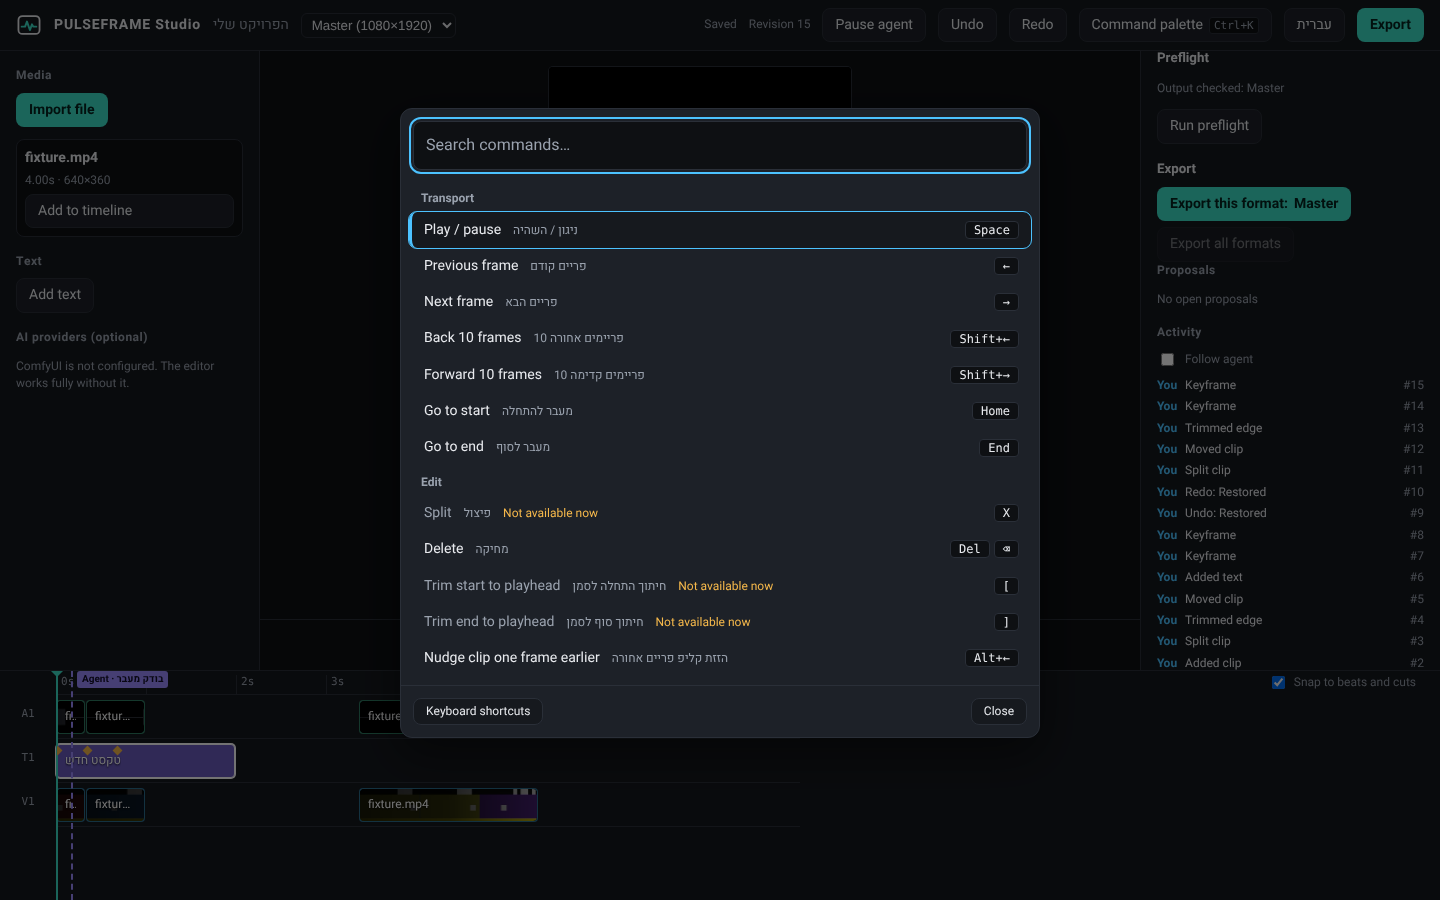 PULSEFRAME Studio הפרויקט שלי Master (1080×1920) Saved Revision 15 Pause agent Undo Redo Command palette Ctrl+K עברית Export
Media
Import file
fixture.mp4
4.00s · 640×360
Add to timeline
Text
Add text
AI providers (optional)
ComfyUI is not configured. The editor
works fully without it.
Search commands...
Transport
Play / pause ניגון / השהיה Space
Previous frame פריים קודם ←
Next frame פריים הבא →
Back 10 frames 10 פריימים אחורה Shift+←
Forward 10 frames 10 פריימים קדימה Shift+→
Go to start מעבר להתחלה Home
Go to end מעבר לסוף End
Edit
Split פיצול Not available now X
Delete מחיקה Del ⌫
Trim start to playhead חיתוך התחלה לסמן Not available now [
Trim end to playhead חיתוך סוף לסמן Not available now ]
Nudge clip one frame earlier הזזת קליפ פריים אחורה Alt+←
Keyboard shortcuts Close
Preflight
Output checked: Master
Run preflight
Export
Export this format: Master
Export all formats
Proposals
No open proposals
Activity
Follow agent
You Keyframe #15
You Keyframe #14
You Trimmed edge #13
You Moved clip #12
You Split clip #11
You Redo: Restored #10
You Undo: Restored #9
You Keyframe #8
You Keyframe #7
You Added text #6
You Moved clip #5
You Trimmed edge #4
You Split clip #3
You Added clip #2
0s Agent · בודק מעבר 2s 3s Snap to beats and cuts
A1 fi... fixtur... fixture
T1 טקסט חדש
V1 fi... fixtur... fixture.mp4